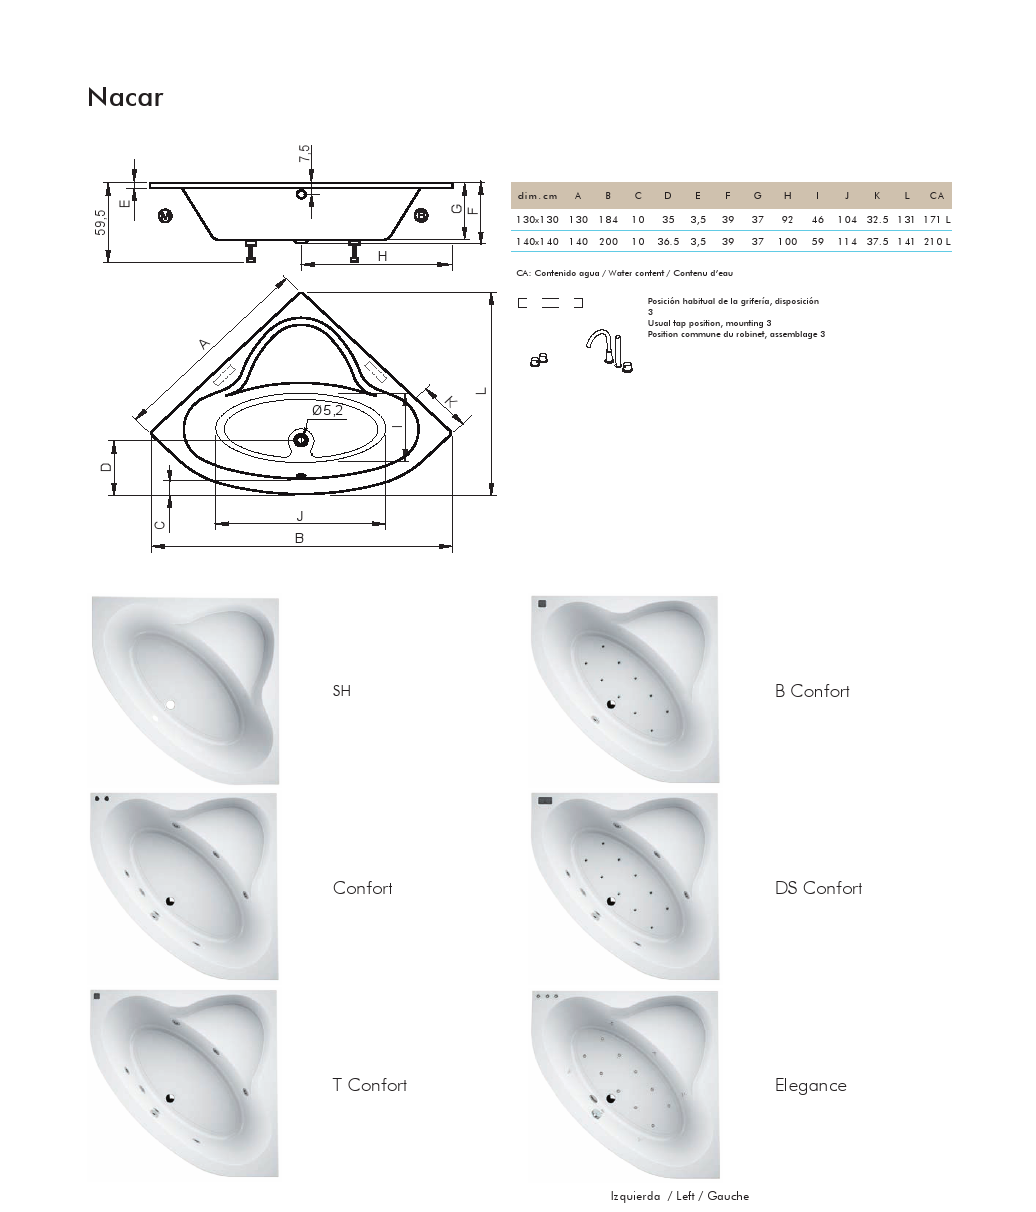 Nacar
7,5
59,5
E
M
B
G
F
H
dim.cm A B C D E F G H I J K L CA
130x130 130 184 10 35 3,5 39 37 92 46 104 32.5 131 171 L
140x140 140 200 10 36.5 3,5 39 37 100 59 114 37.5 141 210 L
CA: Contenido agua / Water content / Contenu d'eau
Posición habitual de la grifería, disposición
3
Usual tap position, mounting 3
Position commune du robinet, assemblage 3
A
L
K
Ø5,2
I
D
C
J
B
SH
B Confort
Confort
DS Confort
T Confort
Elegance
Izquierda / Left / Gauche